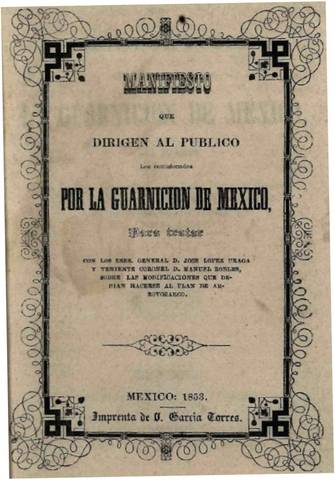 MANIFIESTO
QUE
DIRIGEN AL PUBLICO
Los comisionados
POR LA GUARNICION DE MEXICO,
Para tratar
CON LOS SRES. GENERAL D. JOSE LOPEZ URAGA
Y TENIENTE CORONEL D. MANUEL ROBLES,
SOBRE LAS MODIFICACIONES QUE DE-
BIAN HACERSE AL PLAN DE AR-
ROYOZARCO.
MEXICO: 1853.
Imprenta de V. Garcia Torres.